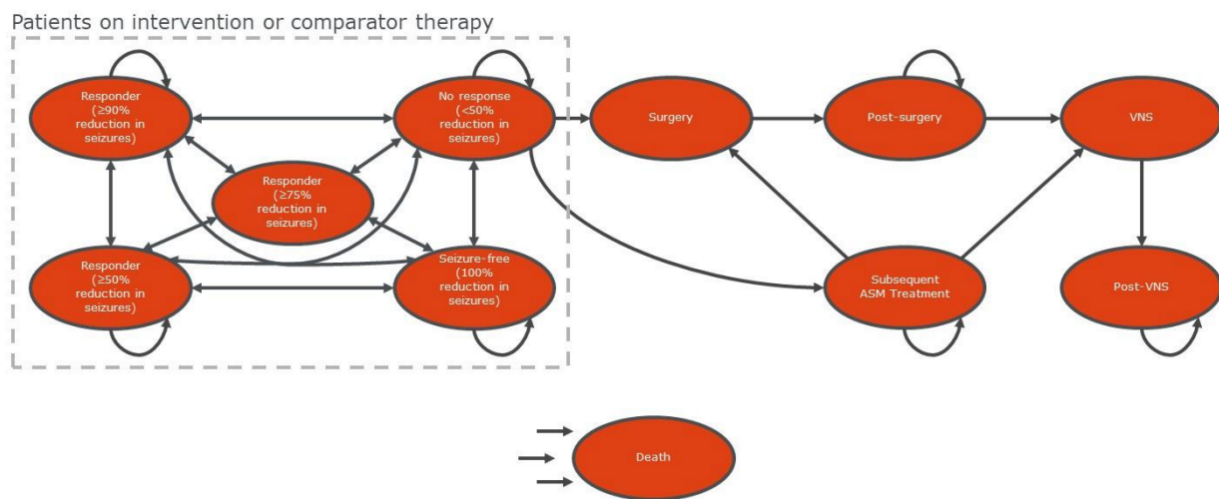 Patients on intervention or comparator therapy
Responder
(≥90%
reduction in
seizures)
No response
(<50%
reduction in
seizures)
Surgery
Post-surgery
VNS
Responder
(≥75%
reduction in
seizures)
Responder
(≥50%
reduction in
seizures)
Seizure-free
(100%
reduction in
seizures)
Subsequent
ASM Treatment
Post-VNS
Death